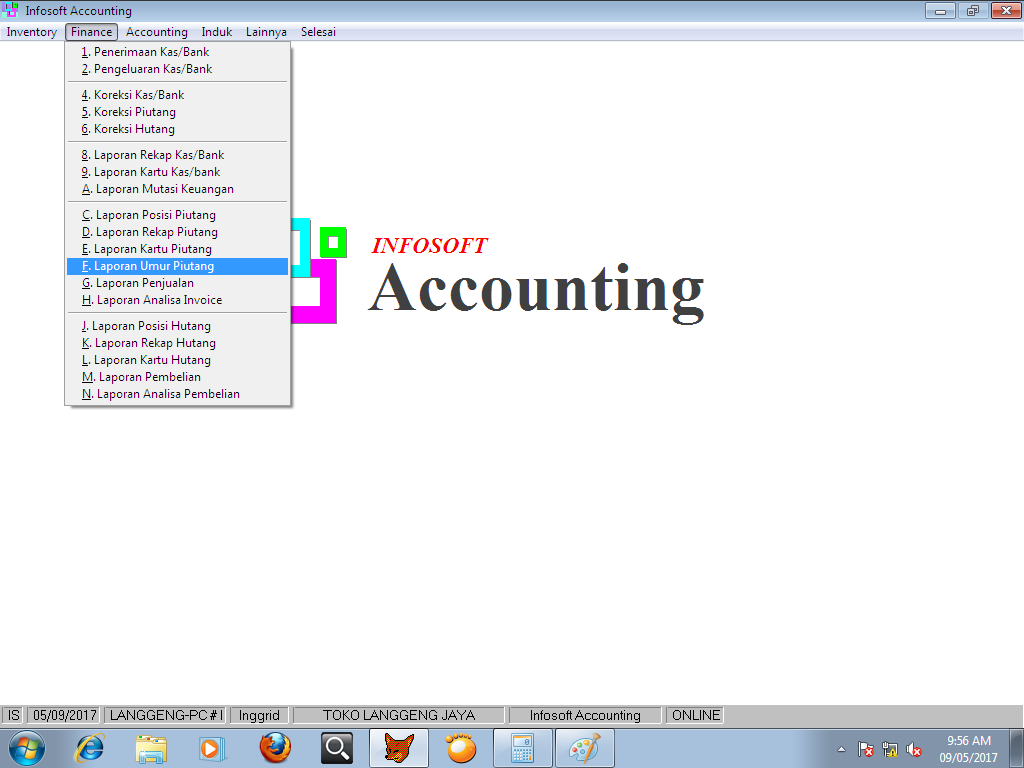 Infosoft Accounting
Inventory Finance Accounting Induk Lainnya Selesai
1. Penerimaan Kas/Bank
2. Pengeluaran Kas/Bank
4. Koreksi Kas/Bank
5. Koreksi Piutang
6. Koreksi Hutang
8. Laporan Rekap Kas/Bank
9. Laporan Kartu Kas/bank
A. Laporan Mutasi Keuangan
C. Laporan Posisi Piutang
D. Laporan Rekap Piutang
E. Laporan Kartu Piutang
F. Laporan Umur Piutang
G. Laporan Penjualan
H. Laporan Analisa Invoice
J. Laporan Posisi Hutang
K. Laporan Rekap Hutang
L. Laporan Kartu Hutang
M. Laporan Pembelian
N. Laporan Analisa Pembelian
INFOSOFT
Accounting
IS 05/09/2017 LANGGENG-PC # I Inggrid TOKO LANGGENG JAYA Infosoft Accounting ONLINE
9:56 AM
09/05/2017